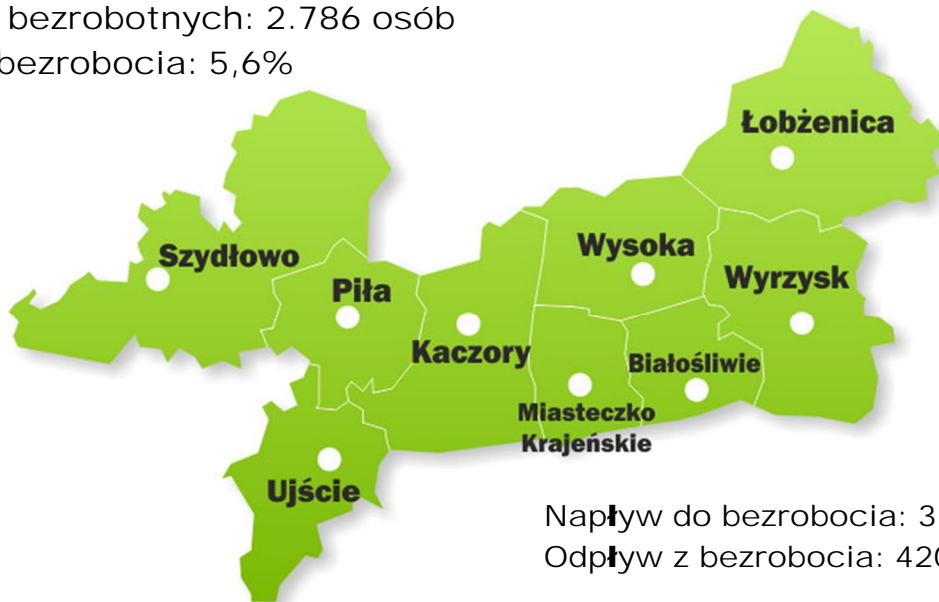 bezrobotnych: 2.786 osób
bezrobocia: 5,6%
Łobżenica
Szydłowo
Wysoka
Wyrzysk
Piła
Kaczory
Białośliwie
Miasteczko
Krajeńskie
Ujście
Napływ do bezrobocia: 3
Odpływ z bezrobocia: 420